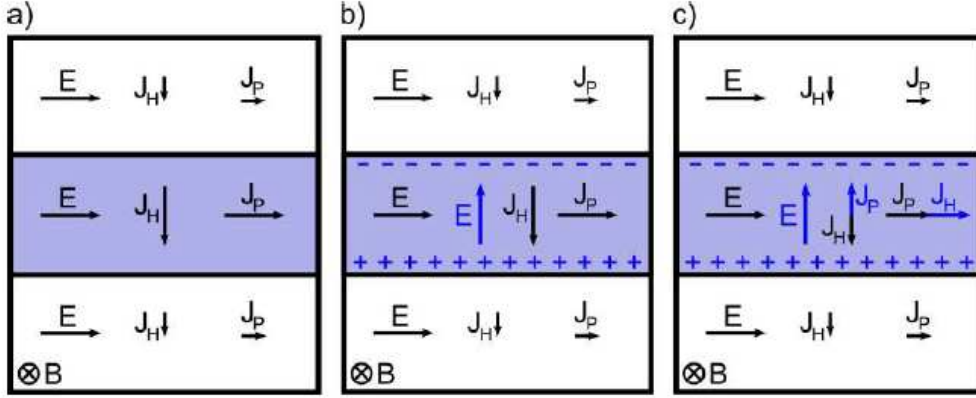 a) b) c)
E J_H J_P E J_H J_P E J_H J_P
- - - - - - - - - - - - - - - - - - - - - -
E J_H J_P E E J_H J_P E E J_H J_P J_P J_H
+ + + + + + + + + + + + + + + + + + + + + +
E J_H J_P E J_H J_P E J_H J_P
⊗B ⊗B ⊗B